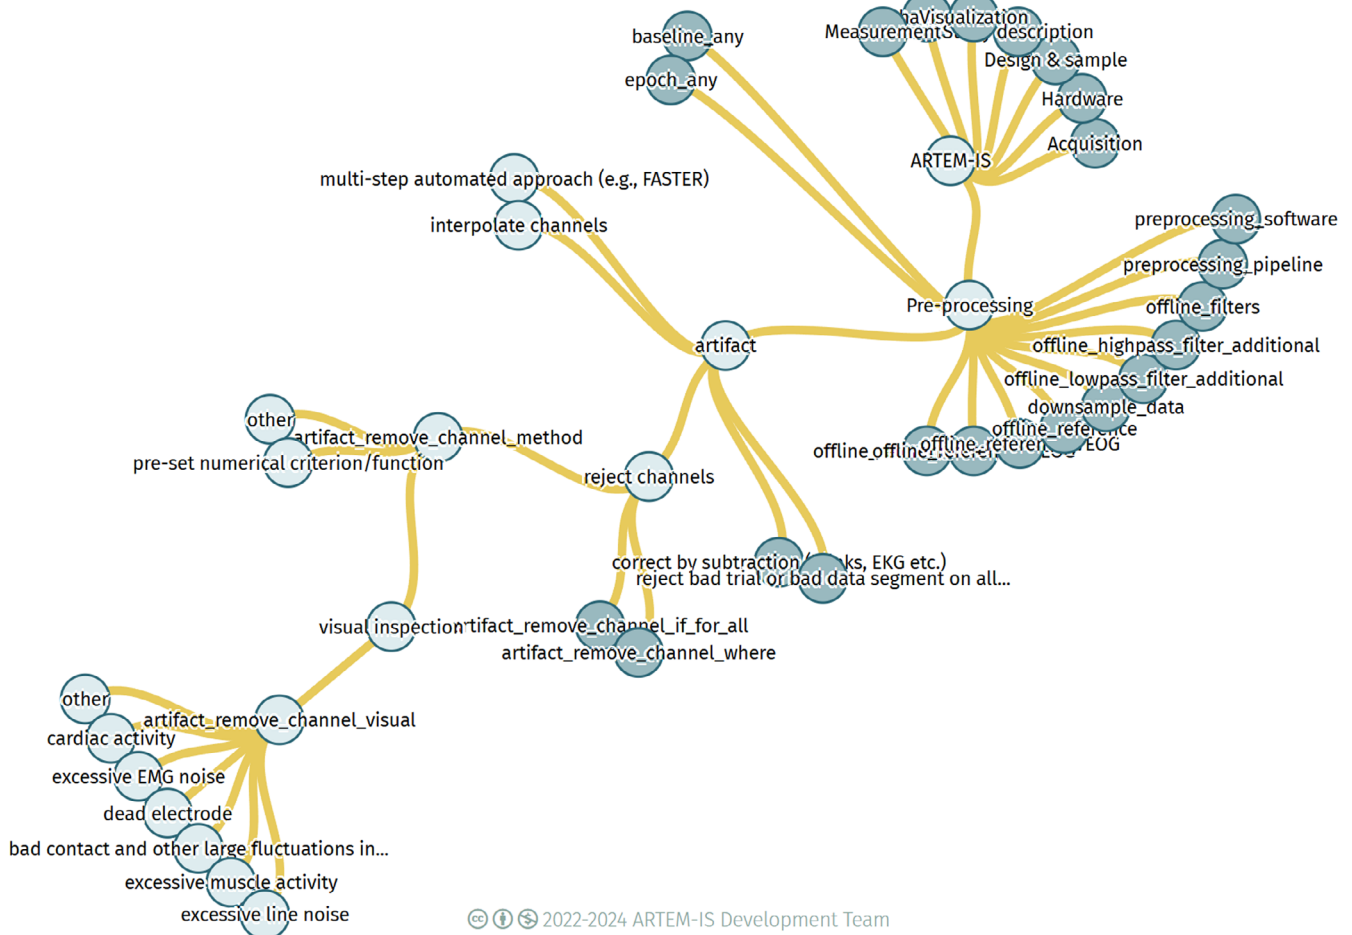 Visualization
Measurement
description
baseline_any
Design & sample
epoch_any
Hardware
Acquisition
ARTEM-IS
multi-step automated approach (e.g., FASTER)
interpolate channels
preprocessing_software
preprocessing_pipeline
Pre-processing
offline_filters
artifact
offline_highpass_filter_additional
offline_lowpass_filter_additional
downsample_data
other
offline_reference
artifact_remove_channel_method
pre-set numerical criterion/function
reject channels
correct by subtraction
EKG etc.)
reject bad trial or bad data segment on all...
visual inspection
artifact_remove_channel_if_for_all
artifact_remove_channel_where
other
artifact_remove_channel_visual
cardiac activity
excessive EMG noise
dead electrode
bad contact and other large fluctuations in...
excessive muscle activity
excessive line noise
2022-2024 ARTEM-IS Development Team